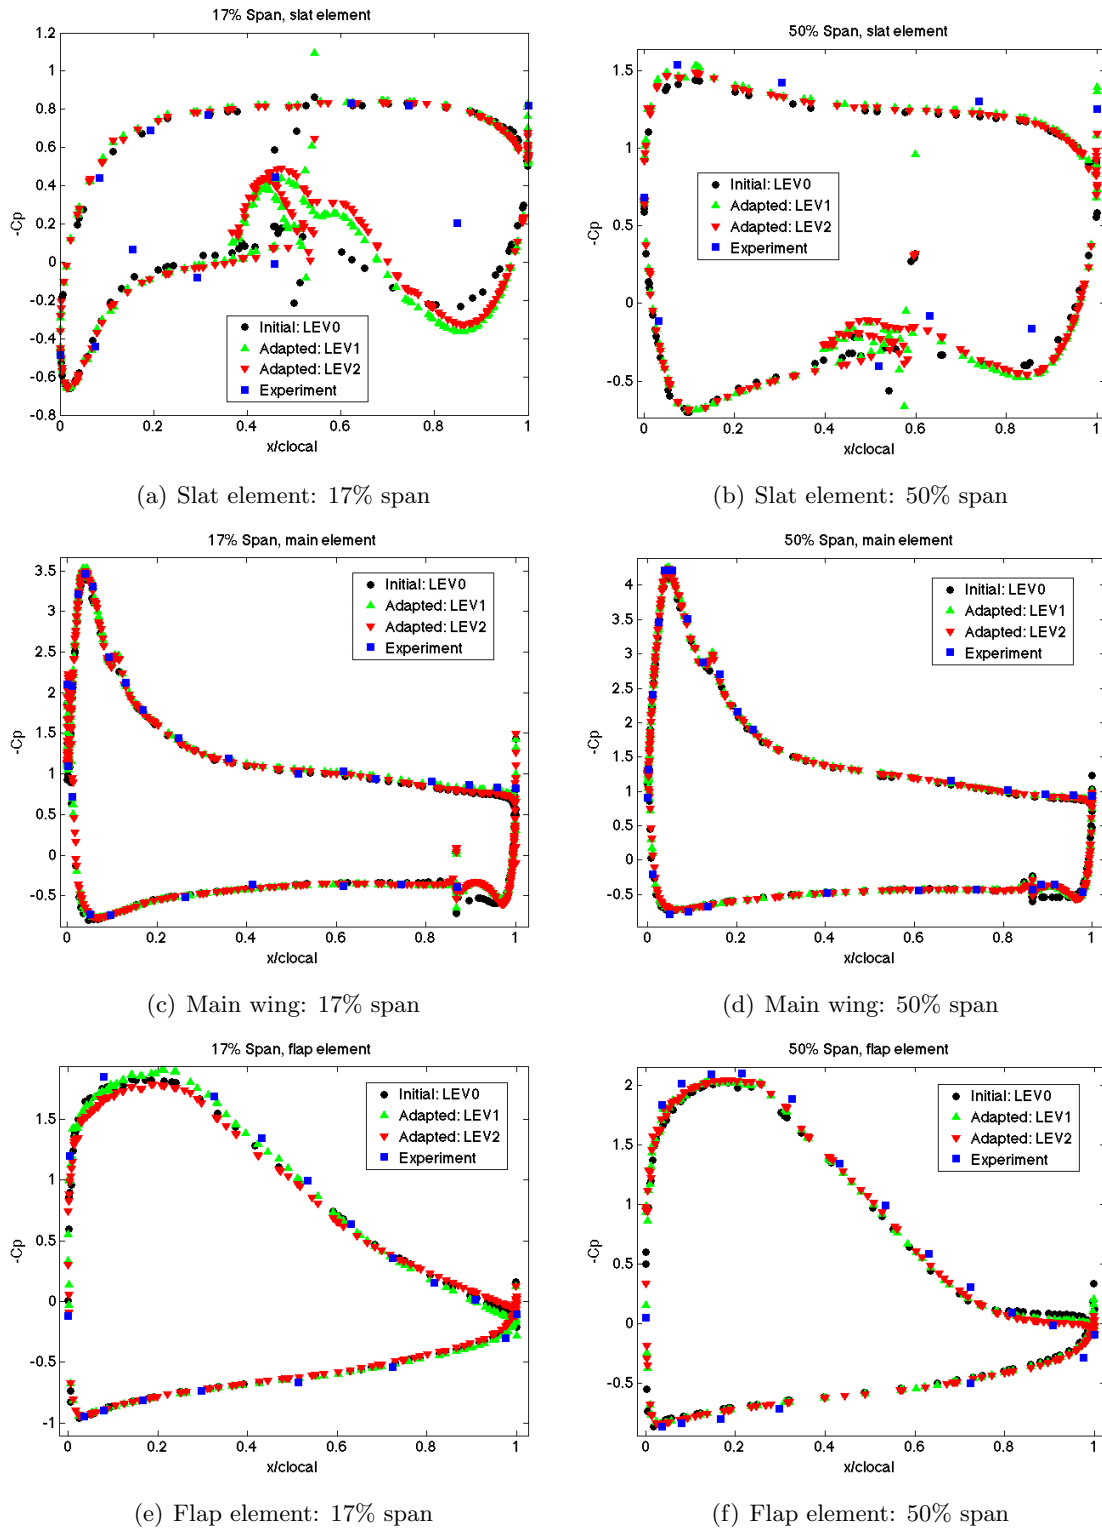 17% Span, slat element
1.2
1
0.8
0.6
0.4
0.2
0
-0.2
-0.4
-0.6
-0.8
-Cp
Initial: LEV0
Adapted: LEV1
Adapted: LEV2
Experiment
0 0.2 0.4 0.6 0.8 1
x/clocal
(a) Slat element: 17% span
50% Span, slat element
1.5
1
0.5
0
-0.5
-Cp
Initial: LEV0
Adapted: LEV1
Adapted: LEV2
Experiment
0 0.2 0.4 0.6 0.8 1
x/clocal
(b) Slat element: 50% span
17% Span, main element
3.5
3
2.5
2
1.5
1
0.5
0
-0.5
-Cp
Initial: LEV0
Adapted: LEV1
Adapted: LEV2
Experiment
0 0.2 0.4 0.6 0.8 1
x/clocal
(c) Main wing: 17% span
50% Span, main element
4
3.5
3
2.5
2
1.5
1
0.5
0
-0.5
-Cp
Initial: LEV0
Adapted: LEV1
Adapted: LEV2
Experiment
0 0.2 0.4 0.6 0.8 1
x/clocal
(d) Main wing: 50% span
17% Span, flap element
1.5
1
0.5
0
-0.5
-1
-Cp
Initial: LEV0
Adapted: LEV1
Adapted: LEV2
Experiment
0 0.2 0.4 0.6 0.8 1
x/clocal
(e) Flap element: 17% span
50% Span, flap element
2
1.5
1
0.5
0
-0.5
-Cp
Initial: LEV0
Adapted: LEV1
Adapted: LEV2
Experiment
0 0.2 0.4 0.6 0.8 1
x/clocal
(f) Flap element: 50% span